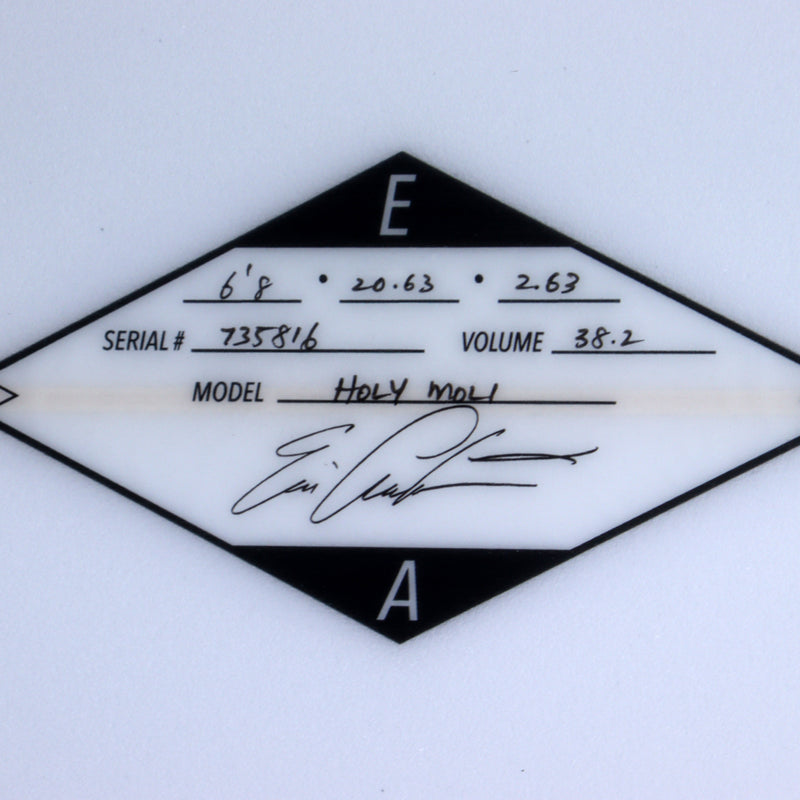 E
6'8 • 20.63 • 2.63
SERIAL # 735816 VOLUME 38.2
MODEL HOLY MOLI
A